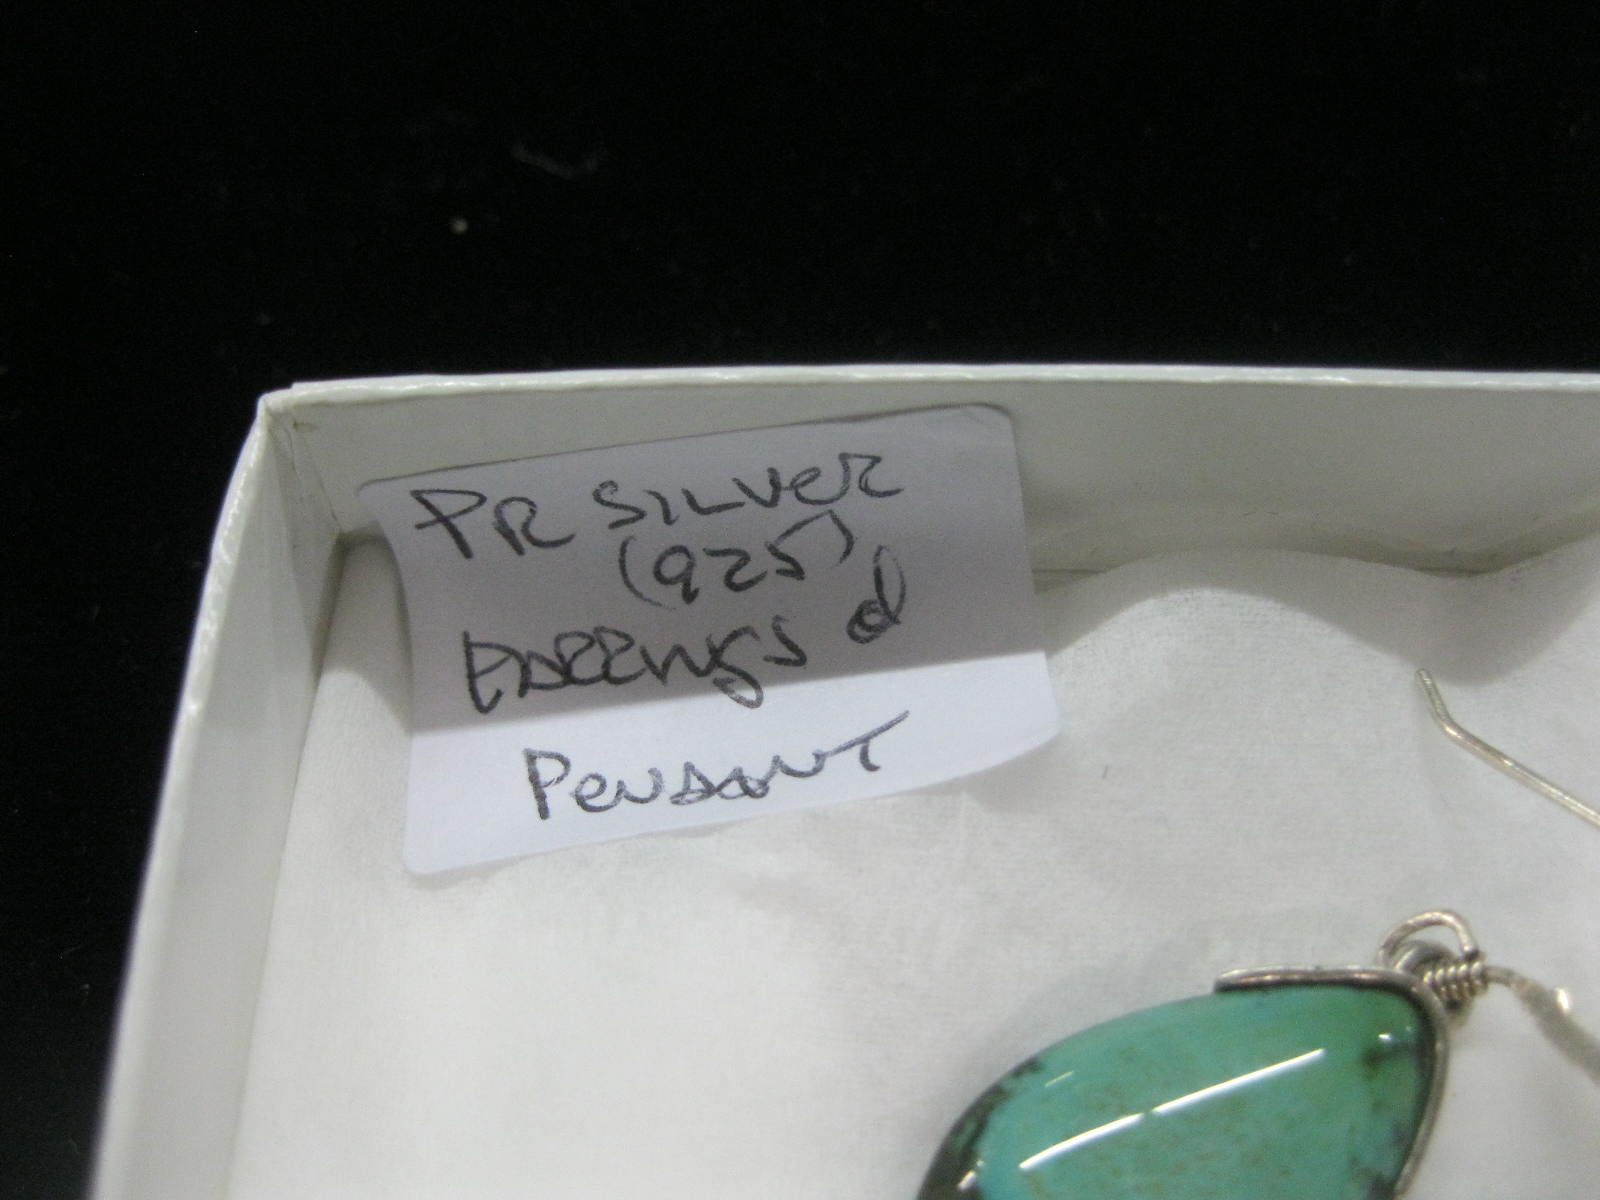 PR SILVER
(925)
EARRINGS &
PENDANT